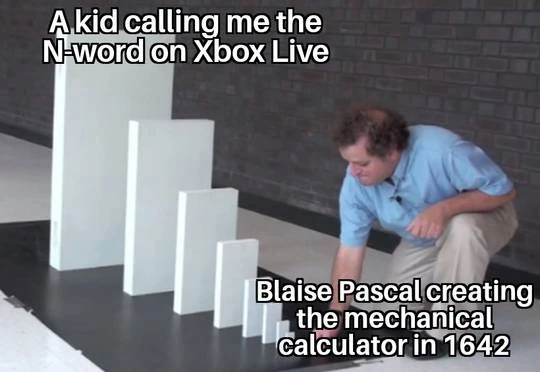 A kid calling me the
N-word on Xbox Live
Blaise Pascal creating
the mechanical
calculator in 1642